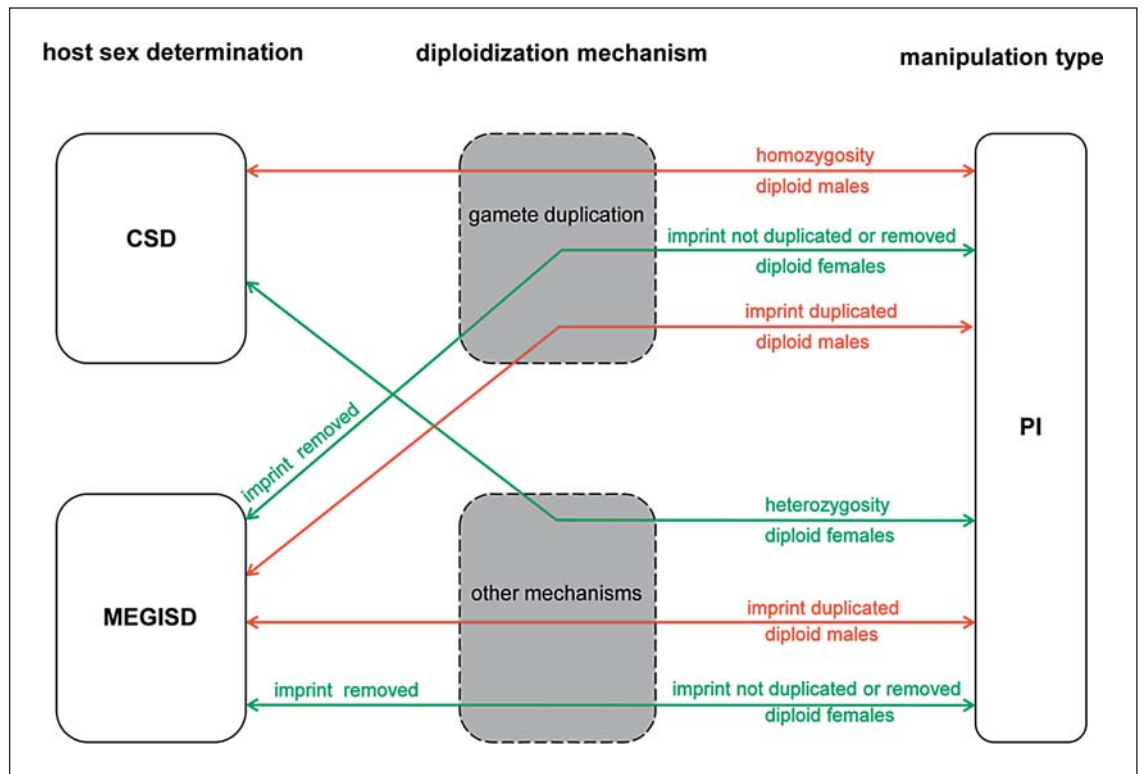 host sex determination
diploidization mechanism
manipulation type
CSD
gamete duplication
homozygosity
diploid males
imprint not duplicated or removed
diploid females
imprint duplicated
diploid males
PI
imprint removed
MEGISD
other mechanisms
heterozygosity
diploid females
imprint duplicated
diploid males
imprint removed
imprint not duplicated or removed
diploid females